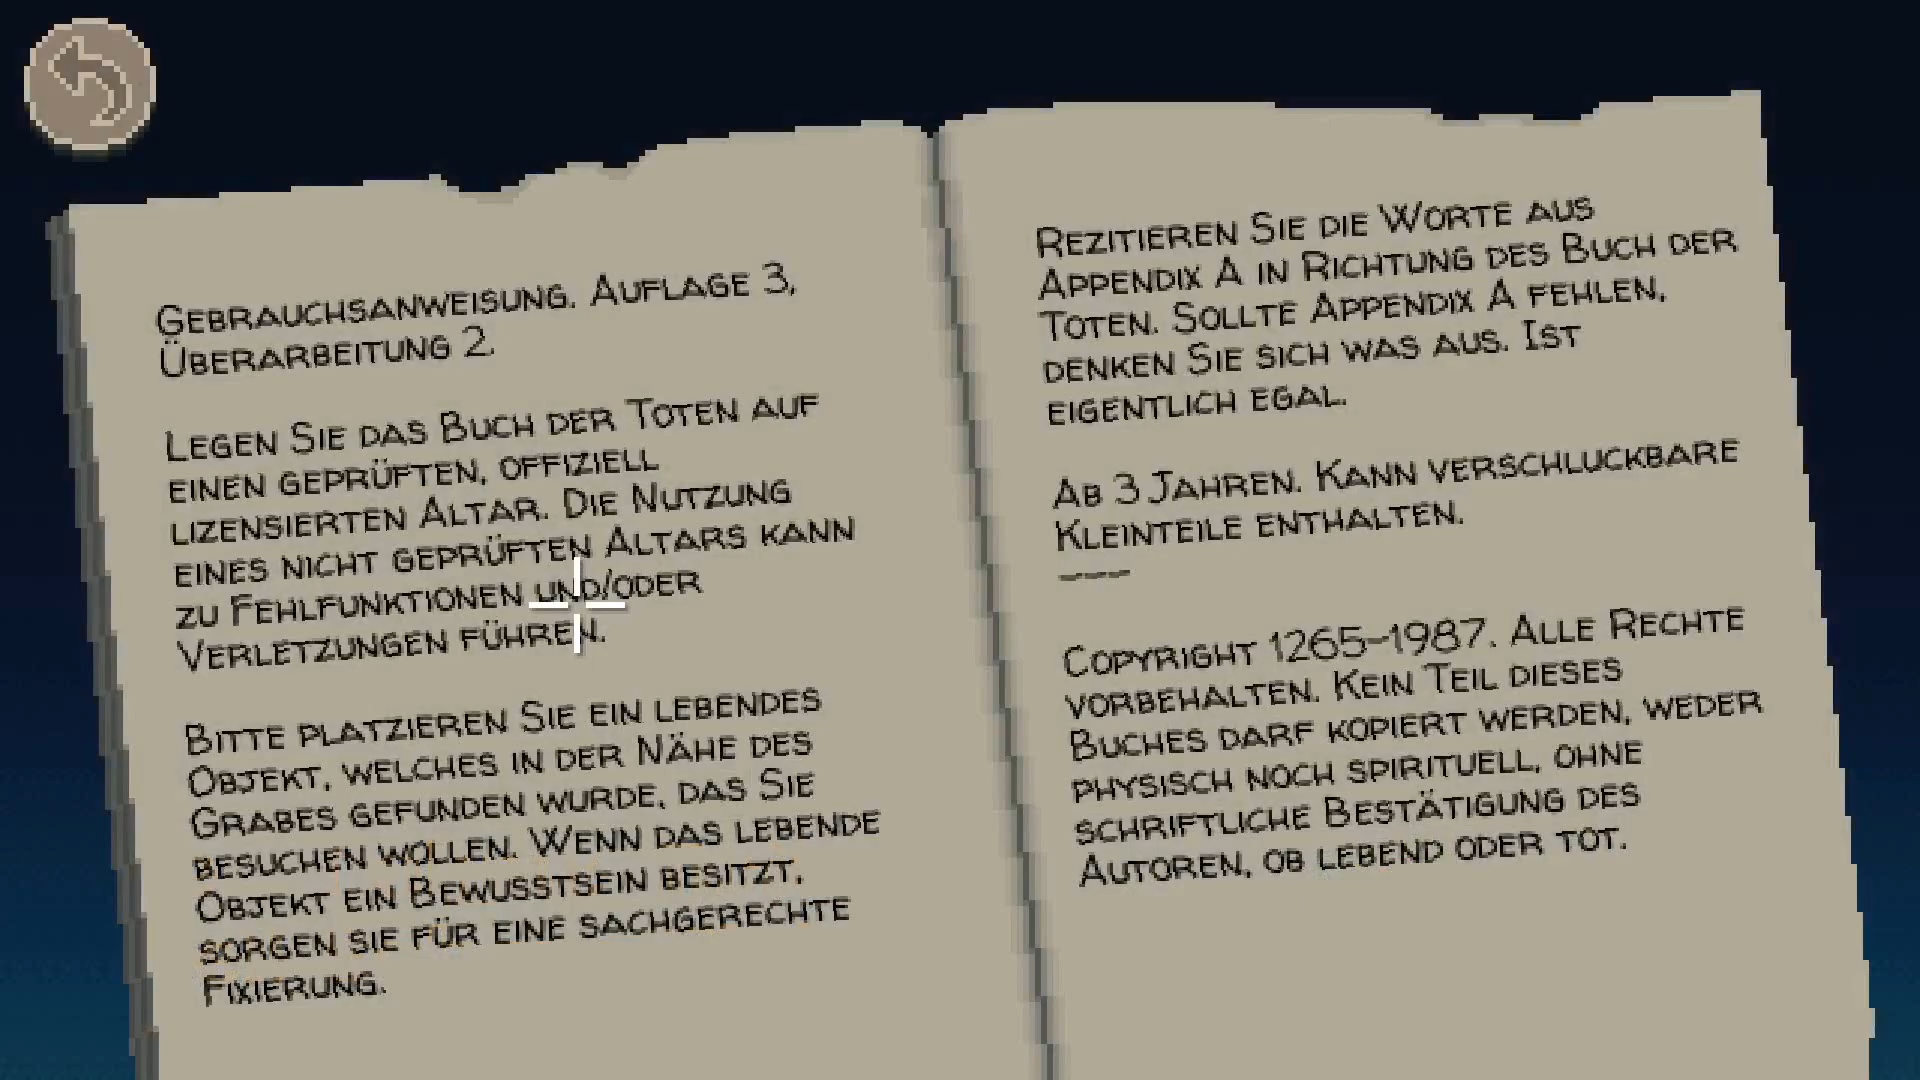 Gebrauchsanweisung. Auflage 3,
Überarbeitung 2.
Legen Sie das Buch der Toten auf
einen geprüften, offiziell
lizensierten Altar. Die Nutzung
eines nicht geprüften Altars kann
zu Fehlfunktionen und/oder
Verletzungen führen.
Bitte platzieren Sie ein lebendes
Objekt, welches in der Nähe des
Grabes gefunden wurde, das Sie
besuchen wollen. Wenn das lebende
Objekt ein Bewusstsein besitzt,
sorgen sie für eine sachgerechte
Fixierung.
Rezitieren Sie die Worte aus
Appendix A in Richtung des Buch der
Toten. Sollte Appendix A fehlen,
denken Sie sich was aus. Ist
eigentlich egal.
Ab 3 Jahren. Kann verschluckbare
Kleinteile enthalten.
---
Copyright 1265-1987. Alle Rechte
vorbehalten. Kein Teil dieses
Buches darf kopiert werden, weder
physisch noch spirituell, ohne
schriftliche Bestätigung des
Autoren, ob lebend oder tot.